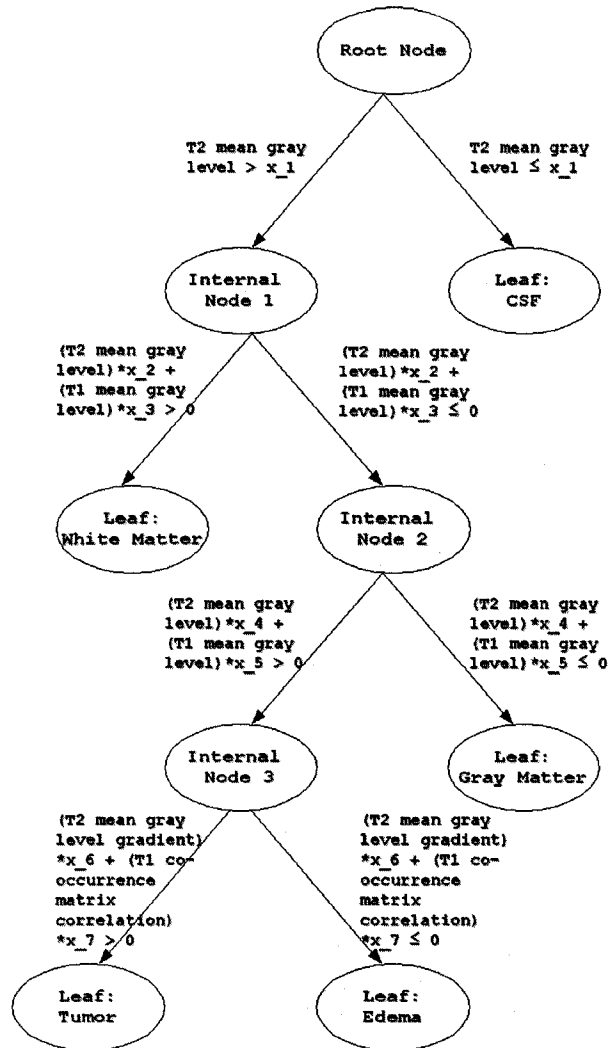 Root Node
T2 mean gray
level > x_1
T2 mean gray
level ≤ x_1
Internal
Node 1
Leaf:
CSF
(T2 mean gray
level)*x_2 +
(T1 mean gray
level)*x_3 > 0
(T2 mean gray
level)*x_2 +
(T1 mean gray
level)*x_3 ≤ 0
Leaf:
White Matter
Internal
Node 2
(T2 mean gray
level)*x_4 +
(T1 mean gray
level)*x_5 > 0
(T2 mean gray
level)*x_4 +
(T1 mean gray
level)*x_5 ≤ 0
Internal
Node 3
Leaf:
Gray Matter
(T2 mean gray
level gradient)
*x_6 + (T1 co-
occurrence
matrix
correlation)
*x_7 > 0
(T2 mean gray
level gradient)
*x_6 + (T1 co-
occurrence
matrix
correlation)
*x_7 ≤ 0
Leaf:
Tumor
Leaf:
Edema